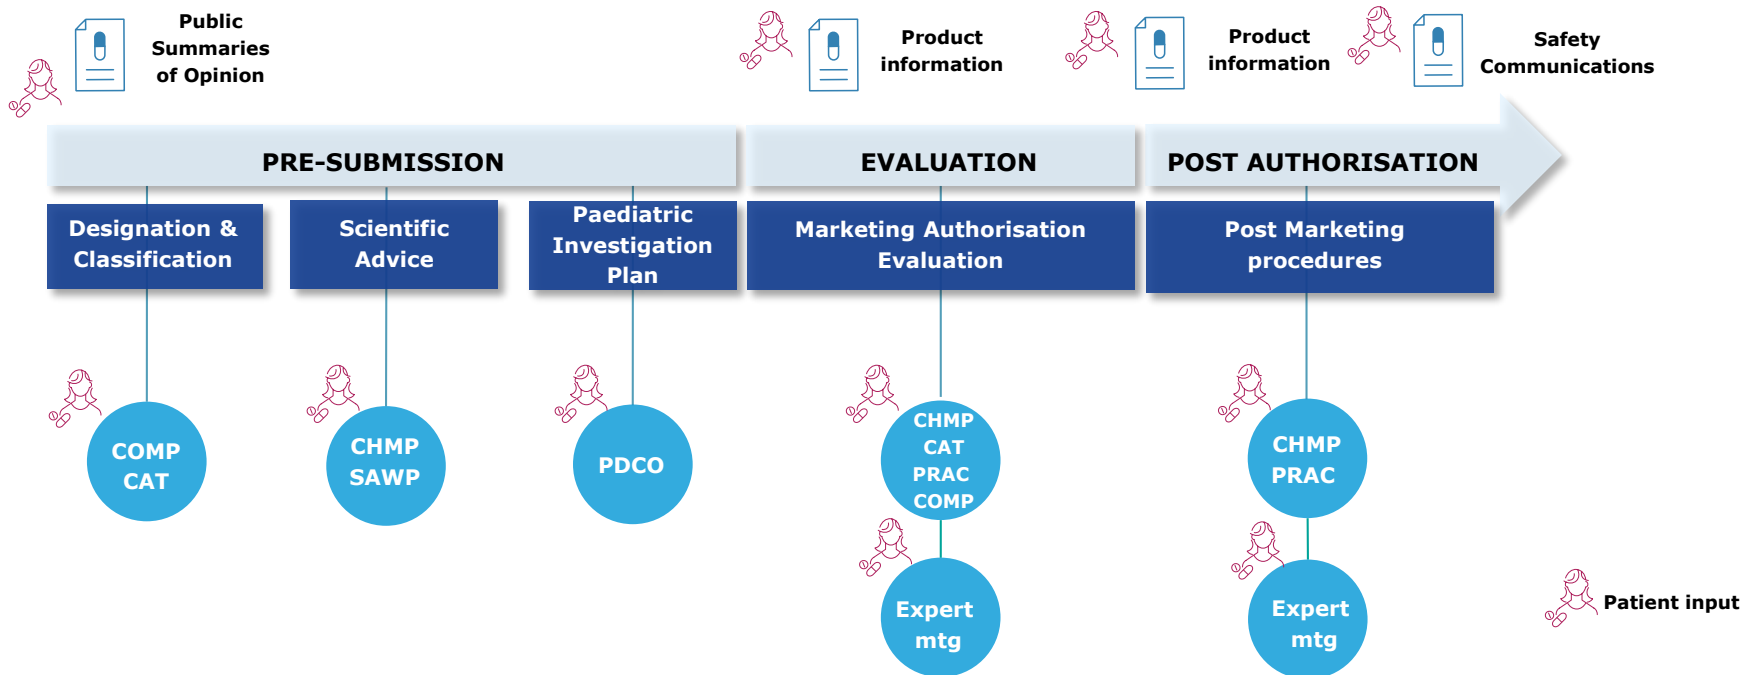 Public
Summaries
of Opinion
Product
information
Product
information
Safety
Communications
PRE-SUBMISSION
EVALUATION
POST AUTHORISATION
Designation &
Classification
Scientific
Advice
Paediatric
Investigation
Plan
Marketing Authorisation
Evaluation
Post Marketing
procedures
COMP
CAT
CHMP
SAWP
PDCO
CHMP
CAT
PRAC
COMP
CHMP
PRAC
Expert
mtg
Expert
mtg
Patient input